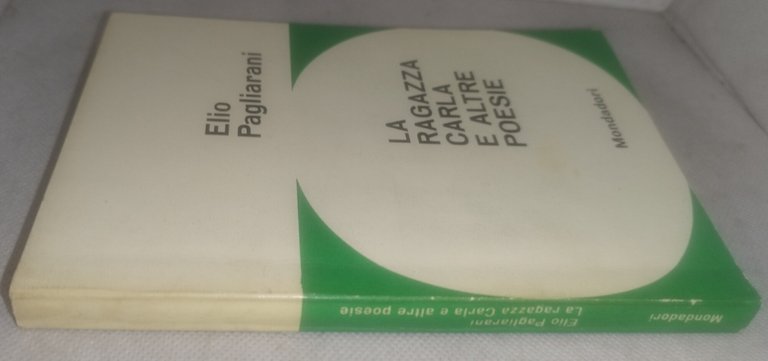 Elio
Pagliarani
LA
RAGAZZA
CARLA
E ALTRE
POESIE
Mondadori
Elio Pagliarani
La ragazza Carla e altre poesie
Mondadori